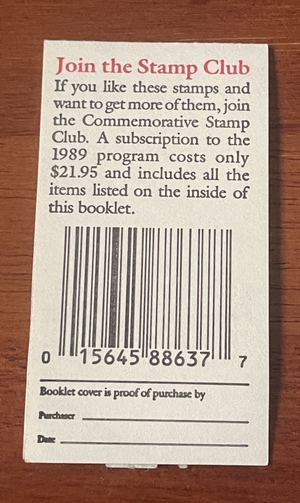 Join the Stamp Club
If you like these stamps and
want to get more of them, join
the Commemorative Stamp
Club. A subscription to the
1989 program costs only
$21.95 and includes all the
items listed on the inside of
this booklet.
0 15645 88637 7
Booklet cover is proof of purchase by
Purchaser
Date